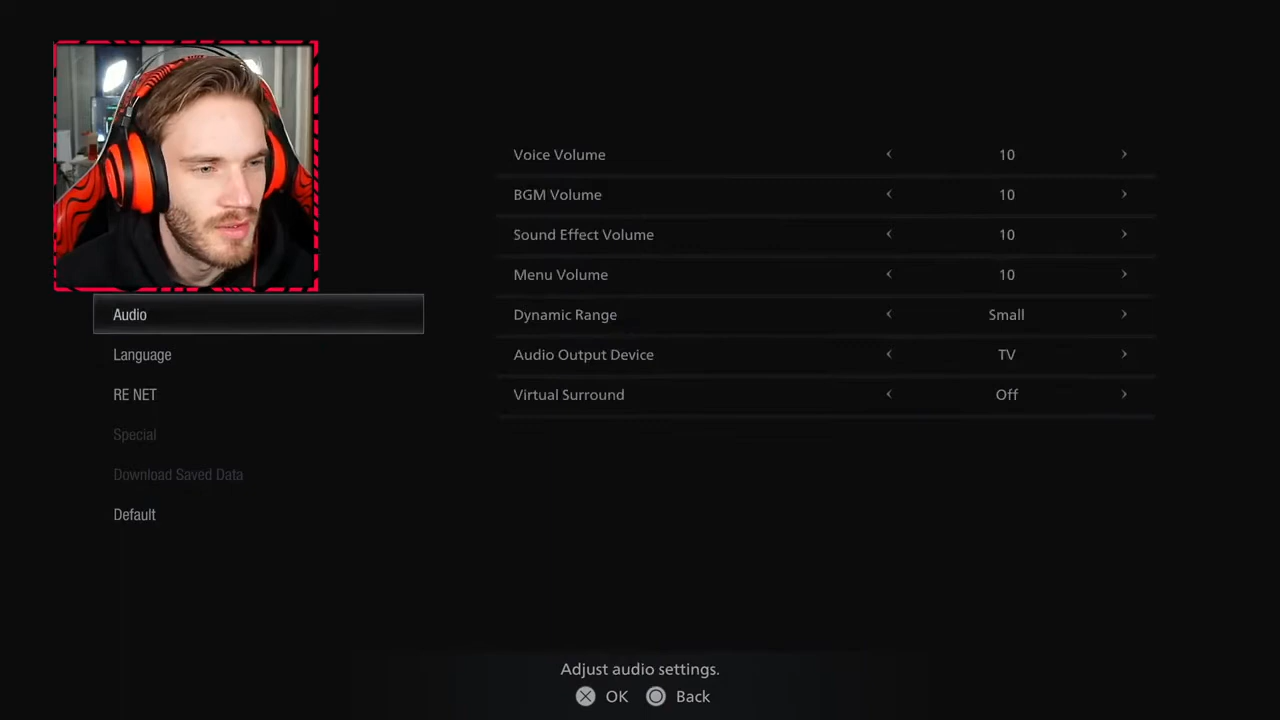 Voice Volume 10
BGM Volume 10
Sound Effect Volume 10
Menu Volume 10
Audio
Dynamic Range Small
Language
Audio Output Device TV
RE NET
Virtual Surround Off
Special
Download Saved Data
Default
Adjust audio settings.
OK Back